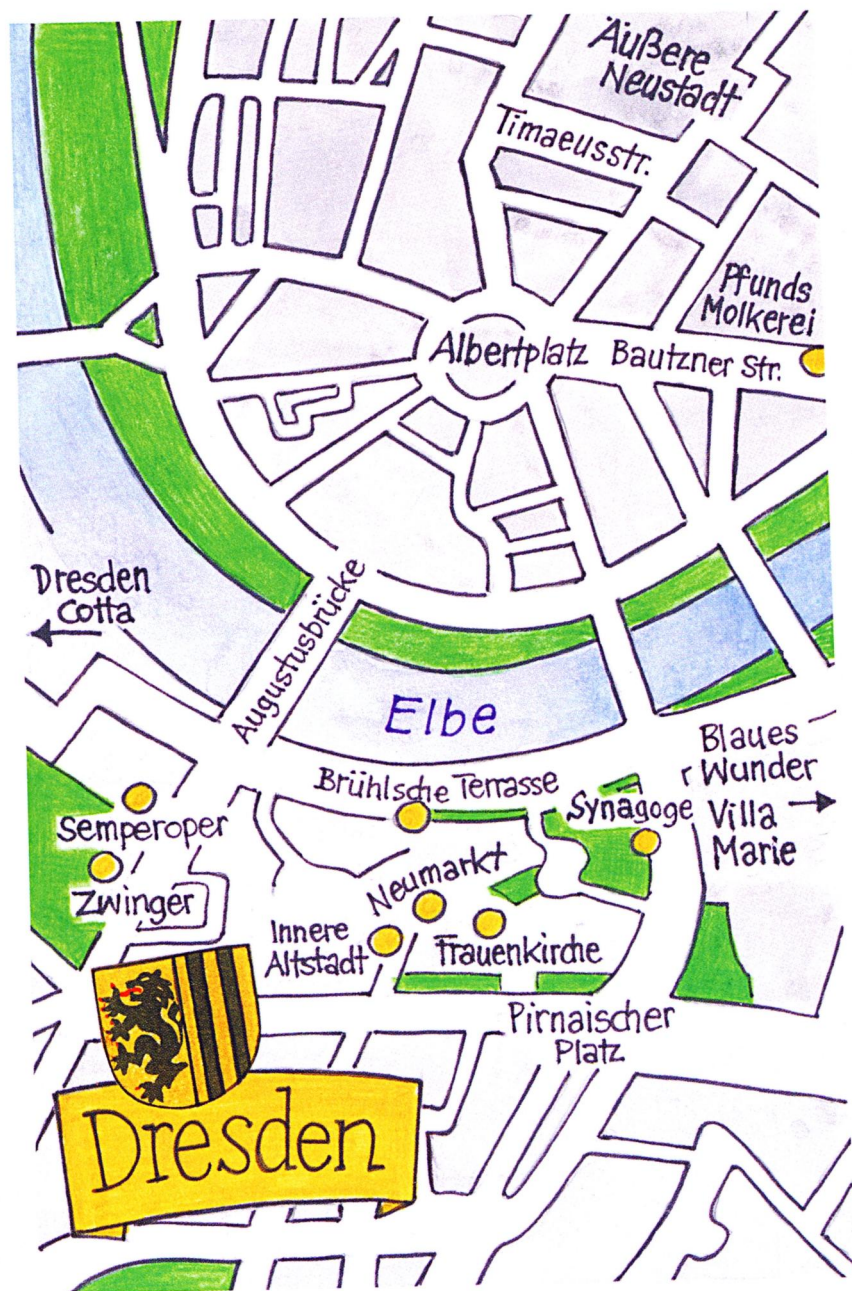 Äußere
Neustadt
Timaeusstr.
Pfunds
Molkerei
Albertplatz
Bautzner Str.
Dresden
Cotta
Augustusbrücke
Elbe
Blaues
Wunder
Villa
Marie
Brühlsche Terrasse
Synagoge
Semperoper
Zwinger
Neumarkt
Innere
Altstadt
Frauenkirche
Pirnaischer
Platz
Dresden